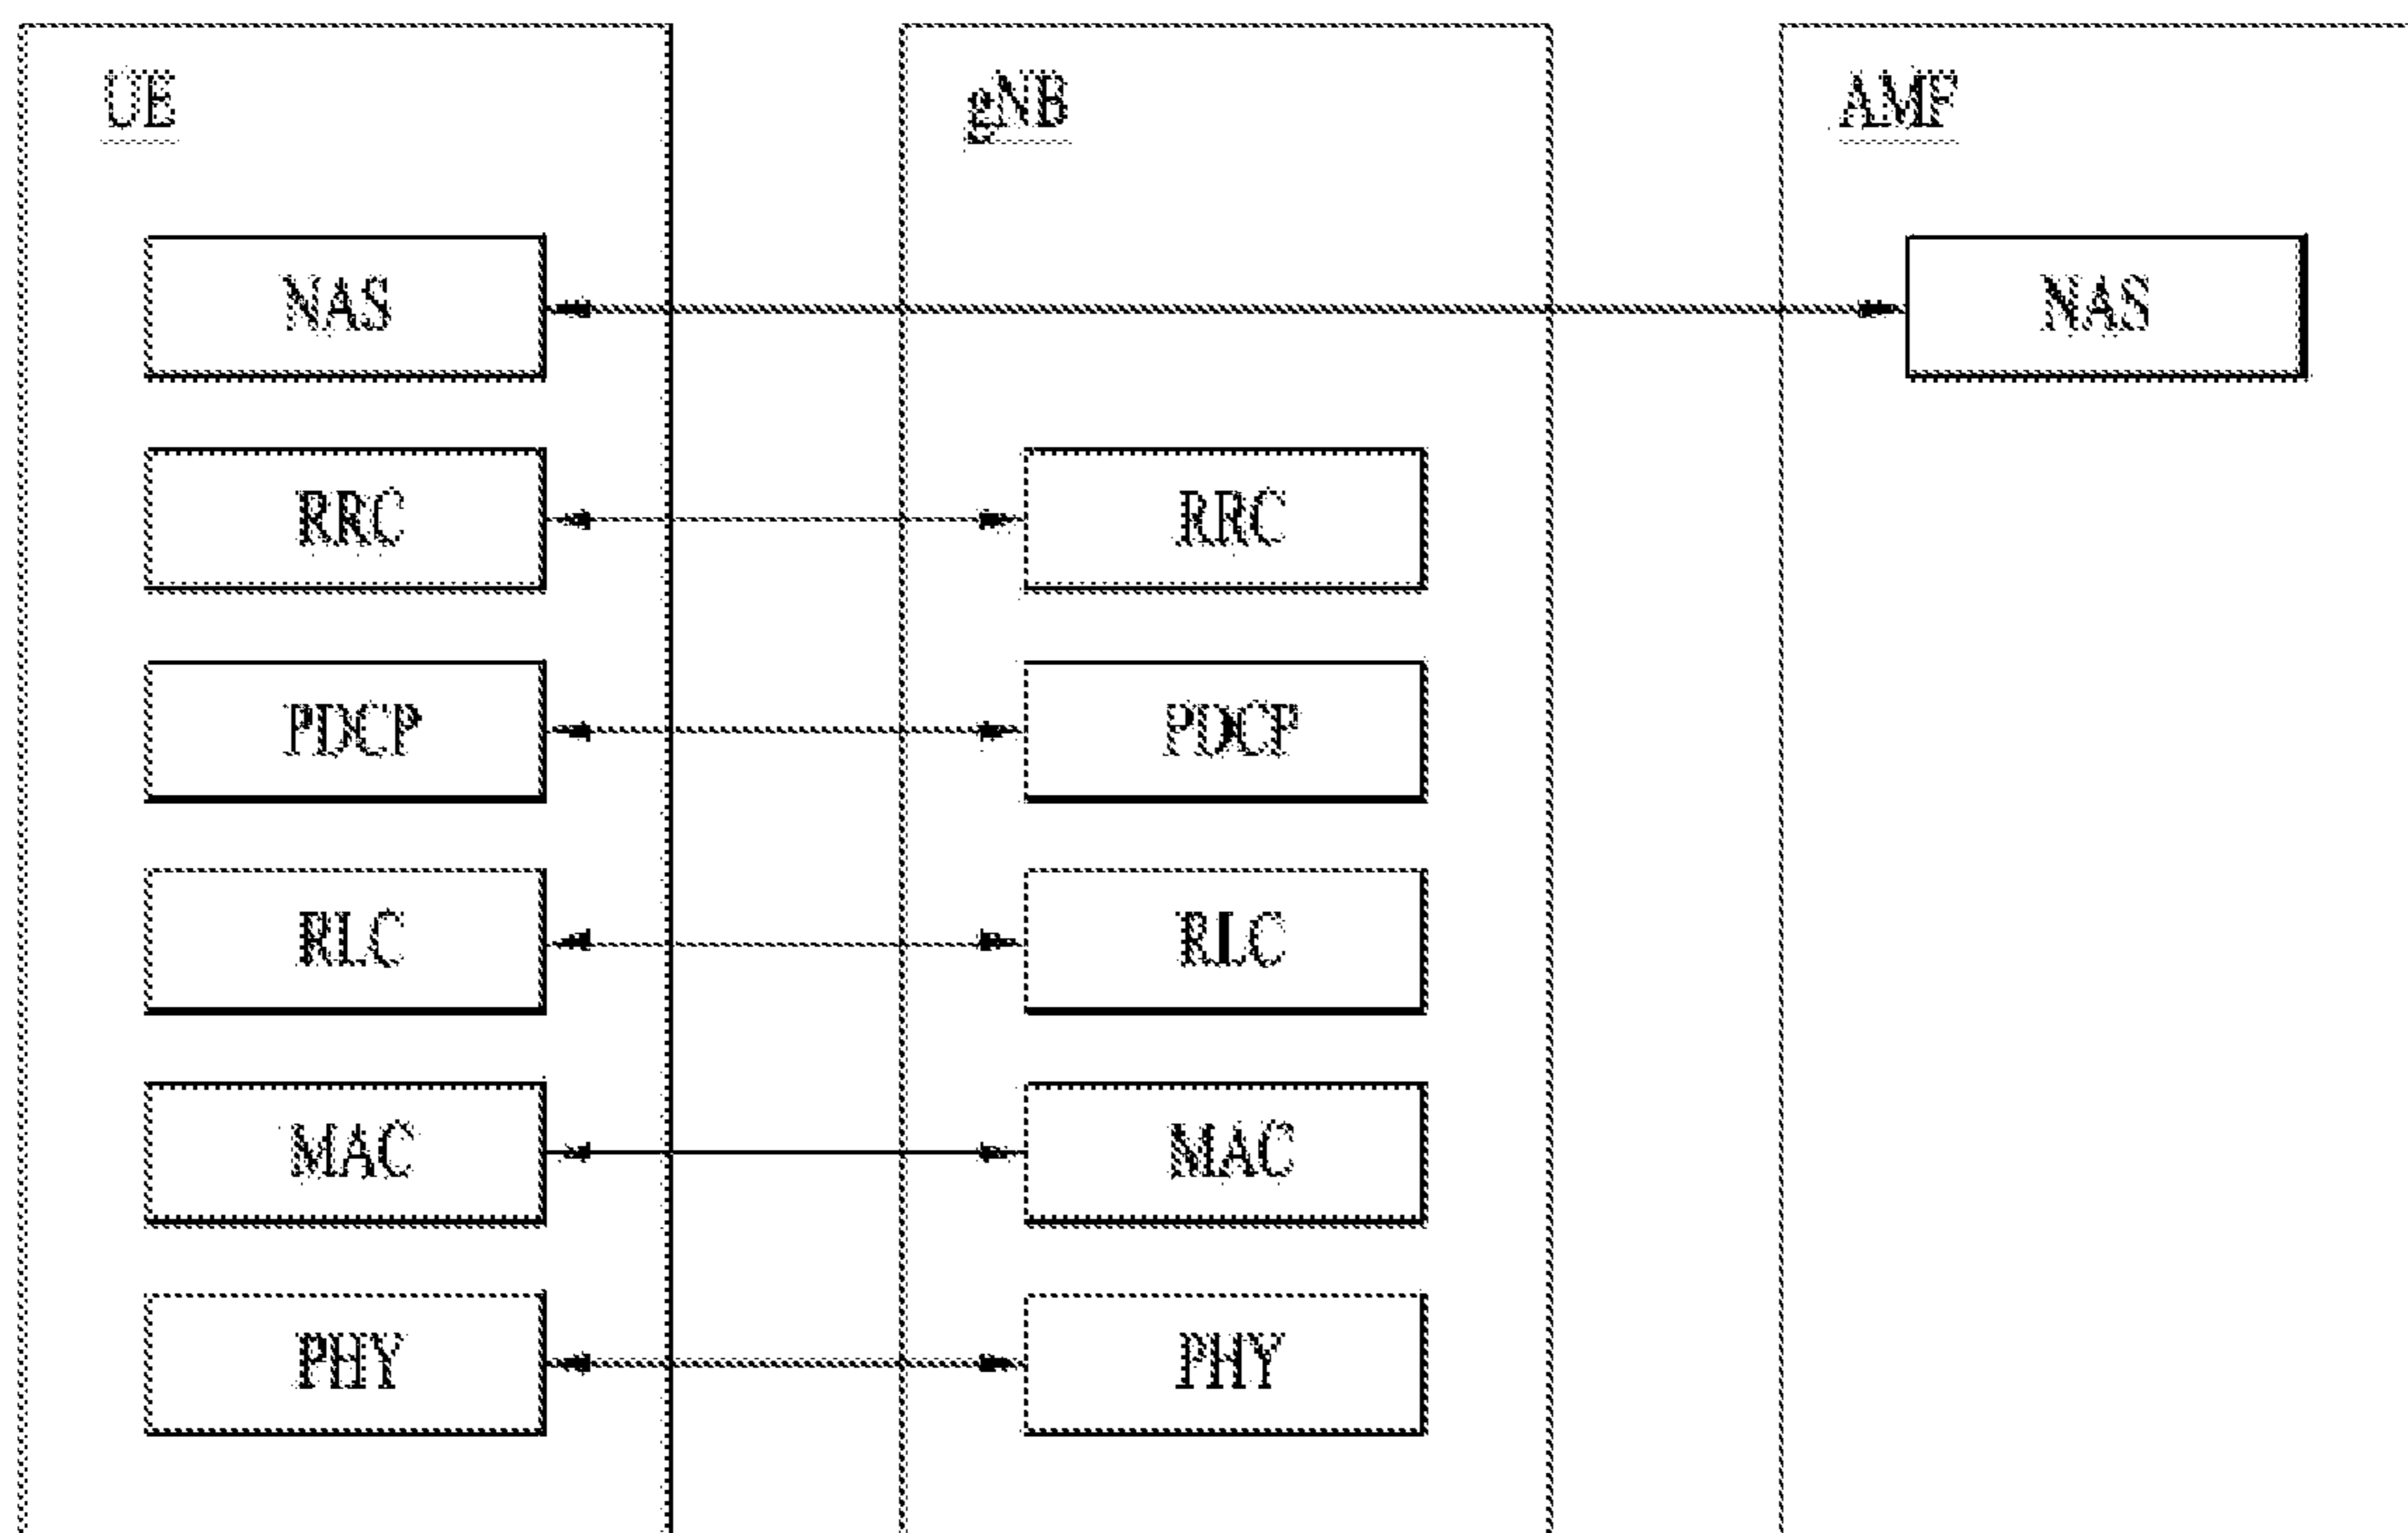 UE gNB AMF
NAS NAS
RRC RRC
PDCP PDCP
RLC RLC
MAC MAC
PHY PHY